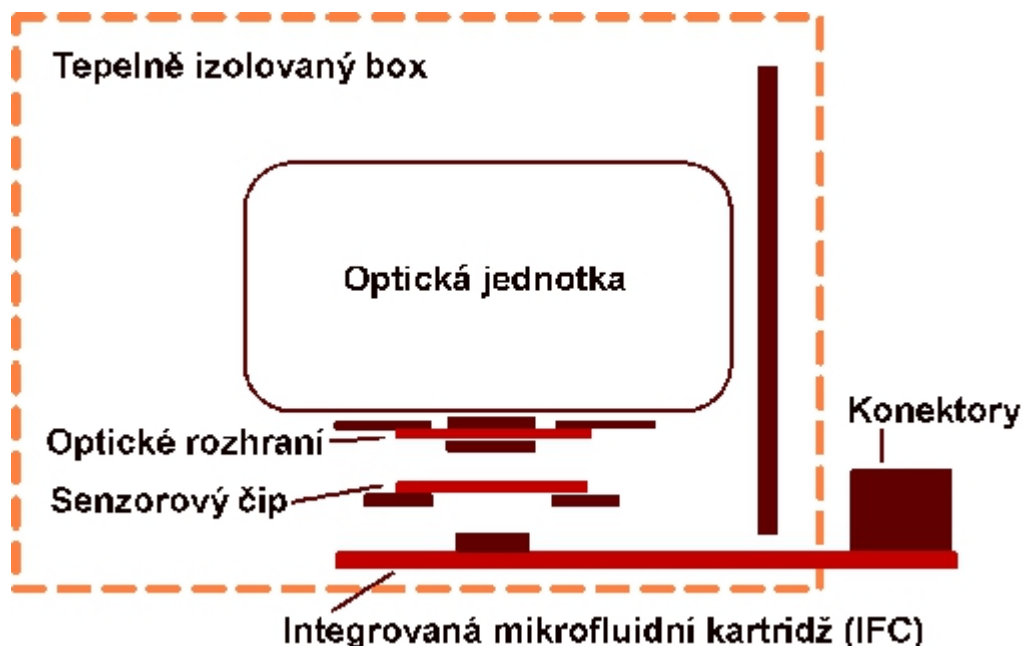 Tepelně izolovaný box
Optická jednotka
Konektory
Optické rozhraní
Senzorový čip
Integrovaná mikrofluidní kartridž (IFC)